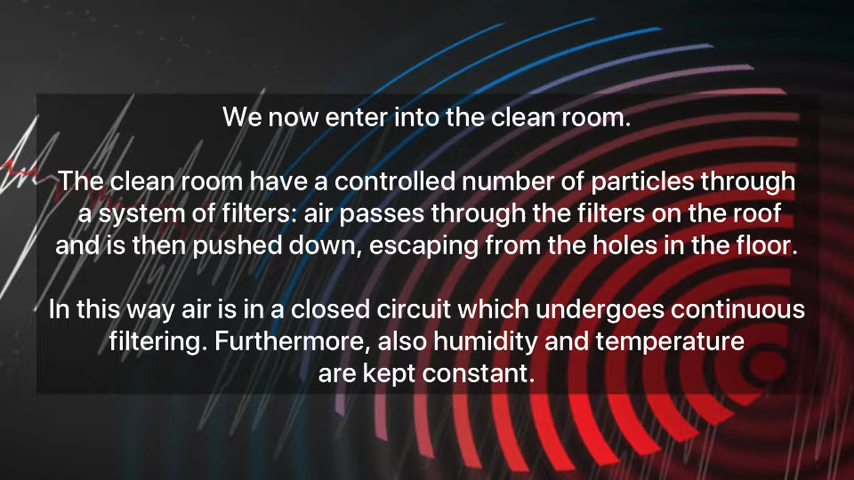 We now enter into the clean room.
The clean room have a controlled number of particles through
a system of filters: air passes through the filters on the roof
and is then pushed down, escaping from the holes in the floor.
In this way air is in a closed circuit which undergoes continuous
filtering. Furthermore, also humidity and temperature
are kept constant.